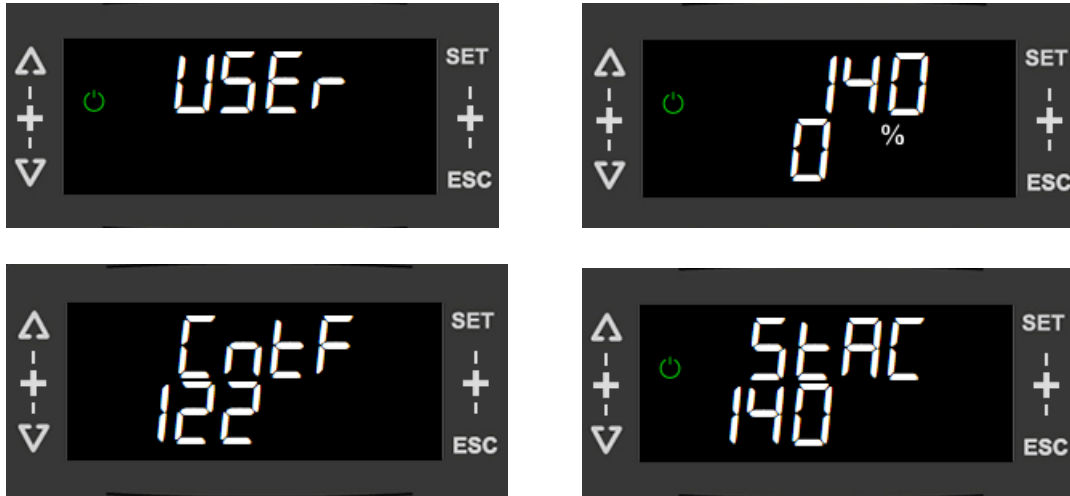 SET
USEr
ESC
SET
140
0 %
ESC
SET
CntF
122
ESC
SET
StAC
140
ESC